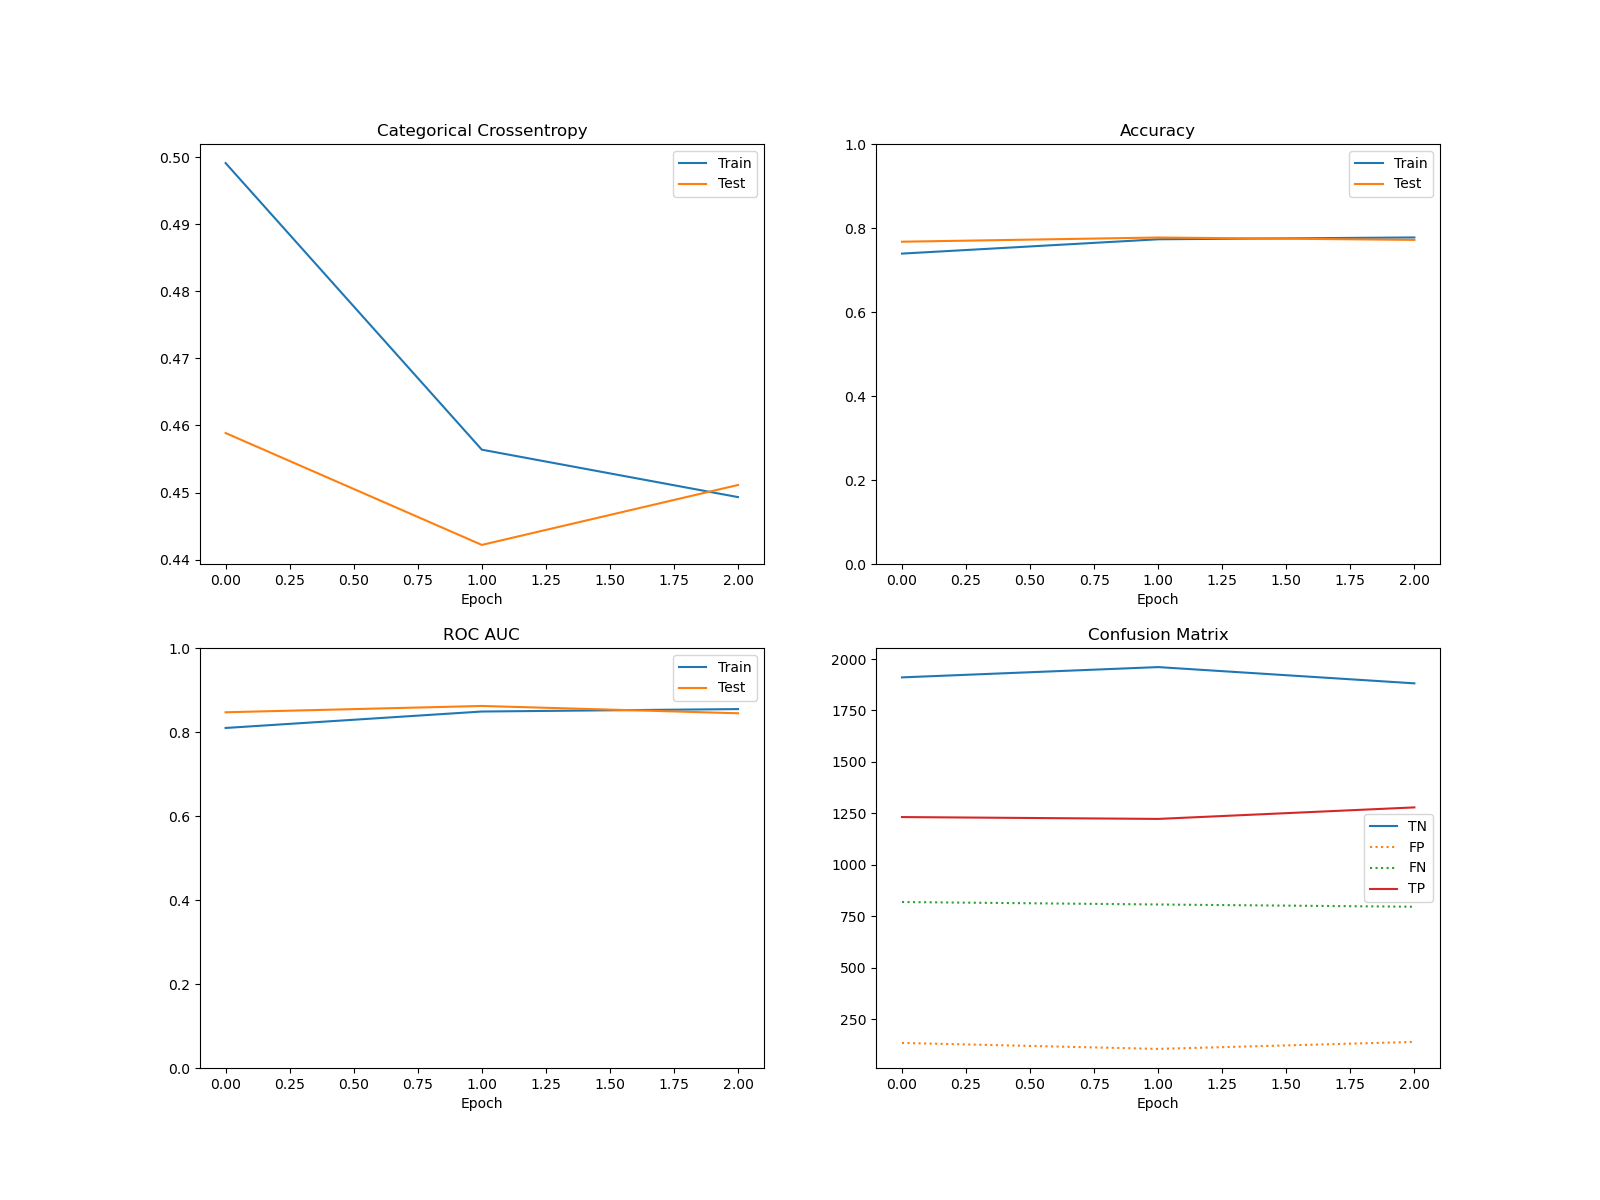 Categorical Crossentropy
0.50
0.49
0.48
0.47
0.46
0.45
0.44
Train
Test
0.00 0.25 0.50 0.75 1.00 1.25 1.50 1.75 2.00
Epoch
Accuracy
1.0
0.8
0.6
0.4
0.2
0.0
Train
Test
0.00 0.25 0.50 0.75 1.00 1.25 1.50 1.75 2.00
Epoch
ROC AUC
1.0
0.8
0.6
0.4
0.2
0.0
Train
Test
0.00 0.25 0.50 0.75 1.00 1.25 1.50 1.75 2.00
Epoch
Confusion Matrix
2000
1750
1500
1250
1000
750
500
250
TN
FP
FN
TP
0.00 0.25 0.50 0.75 1.00 1.25 1.50 1.75 2.00
Epoch